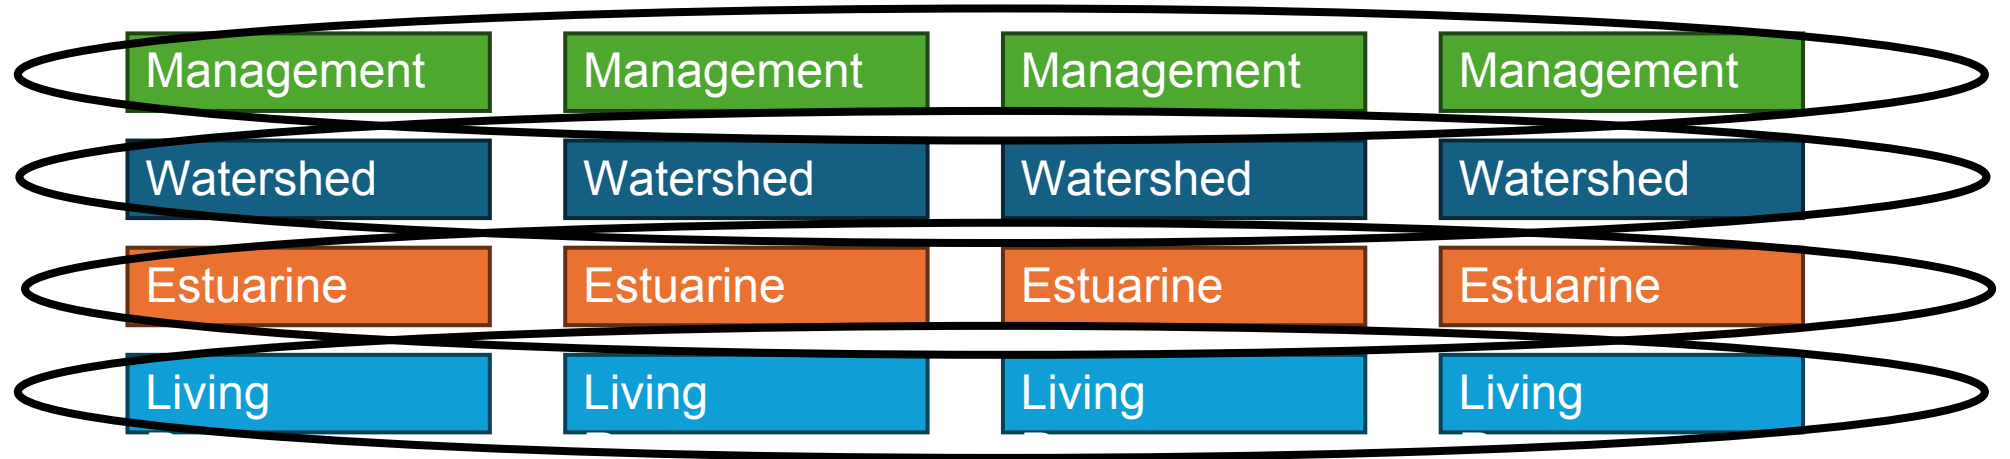 Management Management Management Management
Watershed Watershed Watershed Watershed
Estuarine Estuarine Estuarine Estuarine
Living Living Living Living